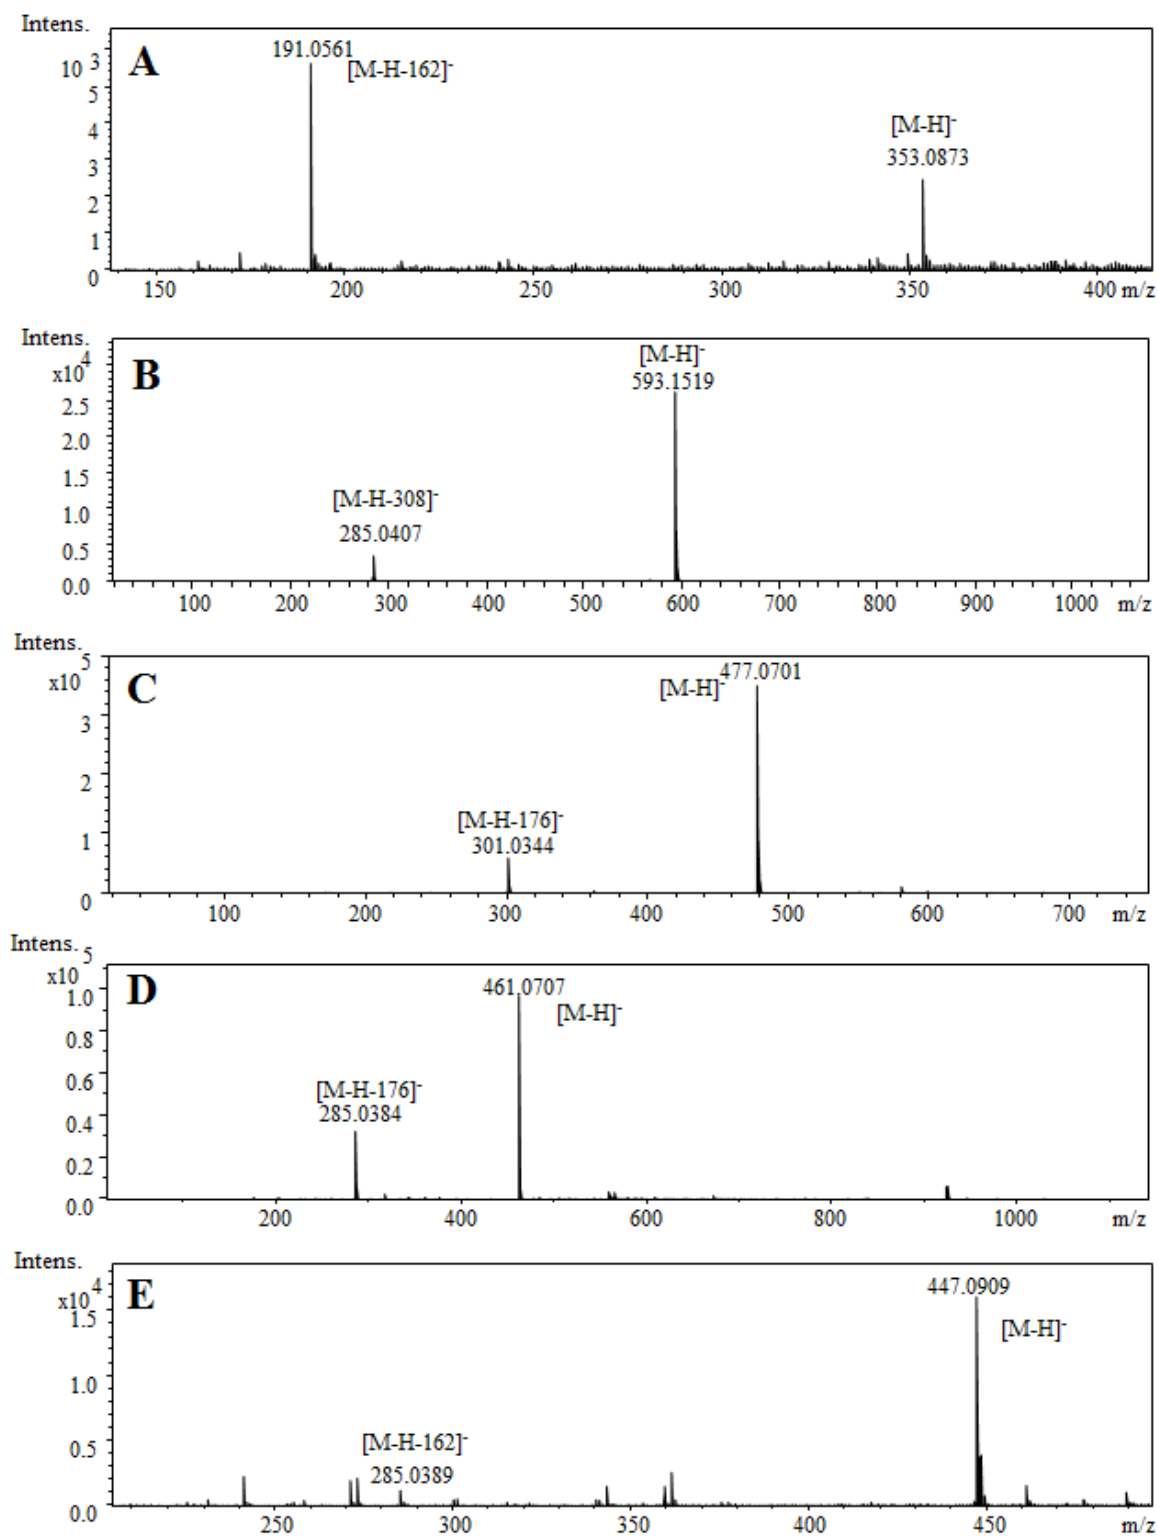 Intens.
10 3
A
191.0561
[M-H-162]-
[M-H]-
353.0873
5
4
3
2
1
0
150 200 250 300 350 400 m/z
Intens.
x10 4
B
[M-H]-
593.1519
2.5
2.0
1.5
1.0
0.5
0.0
[M-H-308]-
285.0407
100 200 300 400 500 600 700 800 900 1000 m/z
Intens.
x10 5
C
477.0701
[M-H]-
3
2
1
0
[M-H-176]-
301.0344
100 200 300 400 500 600 700 m/z
Intens.
x10 5
D
461.0707
[M-H]-
1.0
0.8
0.6
0.4
0.2
0.0
[M-H-176]-
285.0384
200 400 600 800 1000 m/z
Intens.
x10 4
E
447.0909
[M-H]-
1.5
1.0
0.5
0.0
[M-H-162]-
285.0389
250 300 350 400 450 m/z